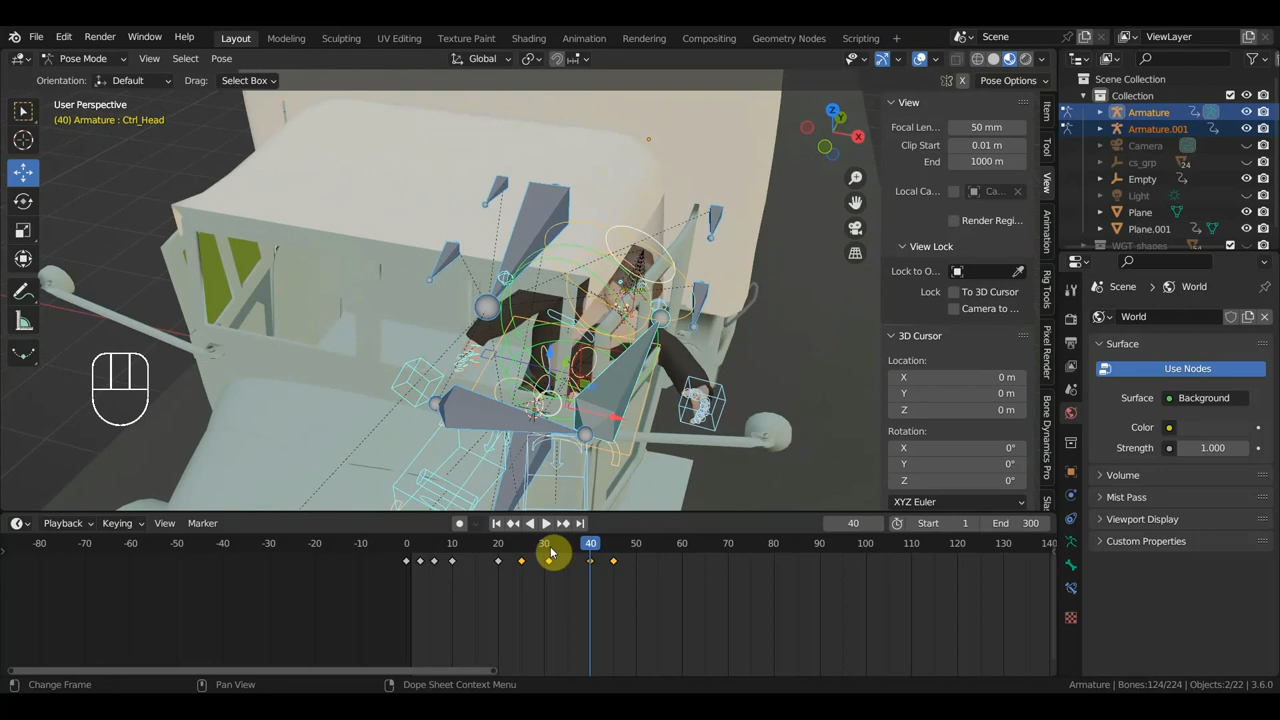 File Edit Render Window Help Layout Modeling Sculpting UV Editing Texture Paint Shading Animation Rendering Compositing Geometry Nodes Scripting Scene ViewLayer
Pose Mode View Select Pose Global
Orientation: Default Drag: Select Box Pose Options
User Perspective
(40) Armature : Ctrl_Head
View
Focal Len... 50 mm
Clip Start 0.01 m
End 1000 m
Local Ca... Ca...
Render Regi...
View Lock
Lock to O...
Lock To 3D Cursor
Camera to ...
3D Cursor
Location:
X 0 m
Y 0 m
Z 0 m
Rotation:
X 0°
Y 0°
Z 0°
XYZ Euler
Item
Tool
View
Animation
Rig Tools
Pixel Render
Bone Dynamics Pro
Z
Y
X
Scene Collection
Collection
Armature
Armature.001
Camera
cs_grp 24
Empty
Light
Plane
Plane.001
WGT_shapes
Scene World
World
Surface
Use Nodes
Surface Background
Color
Strength 1.000
Volume
Mist Pass
Viewport Display
Custom Properties
Playback Keying View Marker 40 Start 1 End 300
-80 -70 -60 -50 -40 -30 -20 -10 0 10 20 30 40 50 60 70 80 90 100 110 120 130 140
Change Frame Pan View Dope Sheet Context Menu Armature | Bones:124/224 | Objects:2/22 | 3.6.0